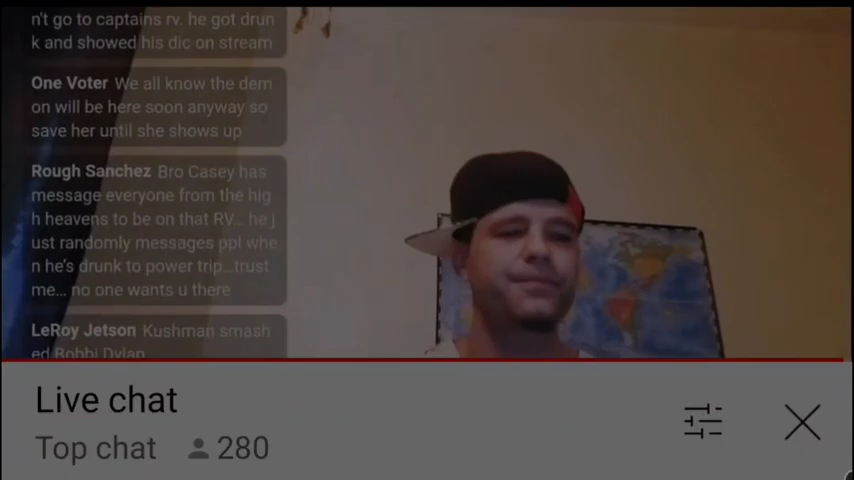 n't go to captains rv. he got drun
k and showed his dic on stream
One Voter We all know the dem
on will be here soon anyway so
save her until she shows up
Rough Sanchez Bro Casey has
message everyone from the hig
h heavens to be on that RV... he j
ust randomly messages ppl whe
n he's drunk to power trip...trust
me... no one wants u there
LeRoy Jetson Kushman smash
ed Bobbi Dylan
Live chat
Top chat 280